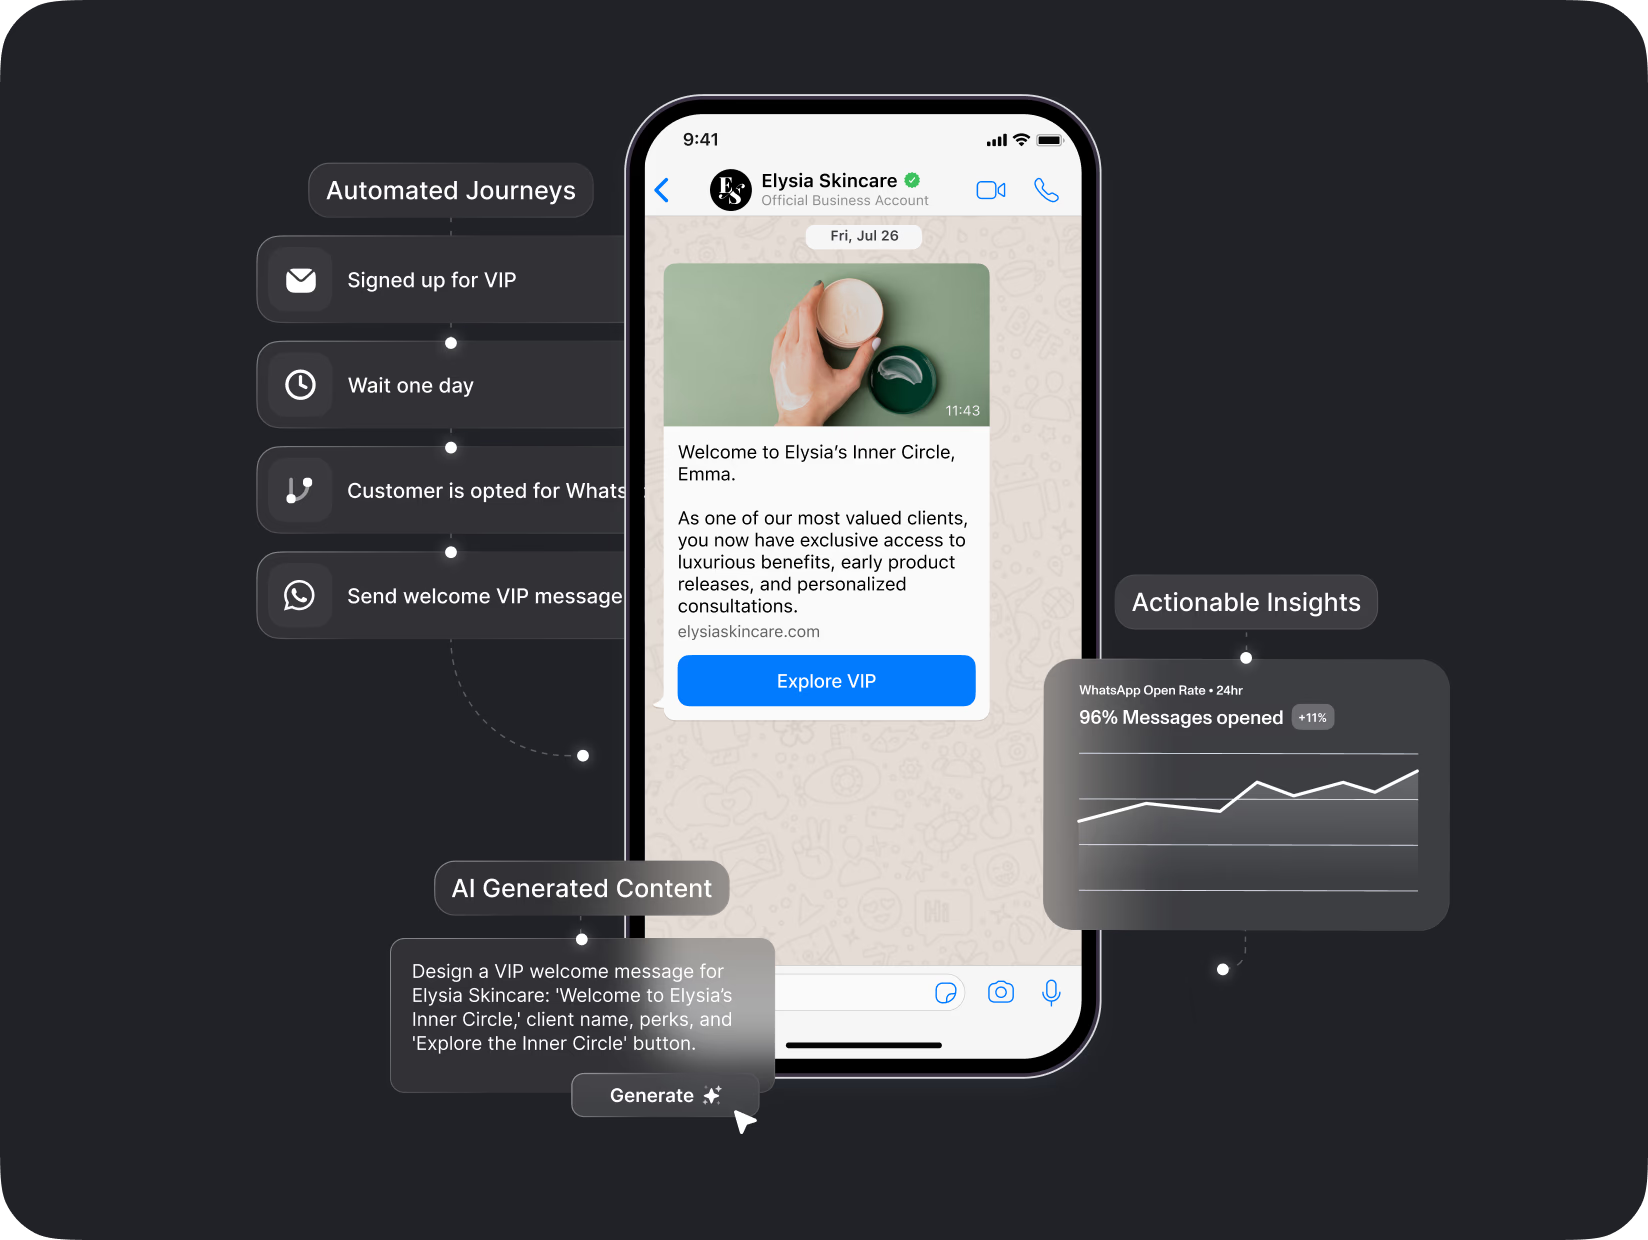 Automated Journeys
Signed up for VIP
Wait one day
Customer is opted for Whats
Send welcome VIP message
9:41
ES
Elysia Skincare
Official Business Account
Fri, Jul 26
11:43
Welcome to Elysia’s Inner Circle,
Emma.
As one of our most valued clients,
you now have exclusive access to
luxurious benefits, early product
releases, and personalized
consultations.
elysiaskincare.com
Explore VIP
Actionable Insights
WhatsApp Open Rate • 24hr
96% Messages opened +11%
AI Generated Content
Design a VIP welcome message for
Elysia Skincare: 'Welcome to Elysia’s
Inner Circle,' client name, perks, and
'Explore the Inner Circle' button.
Generate
BFF
Hi